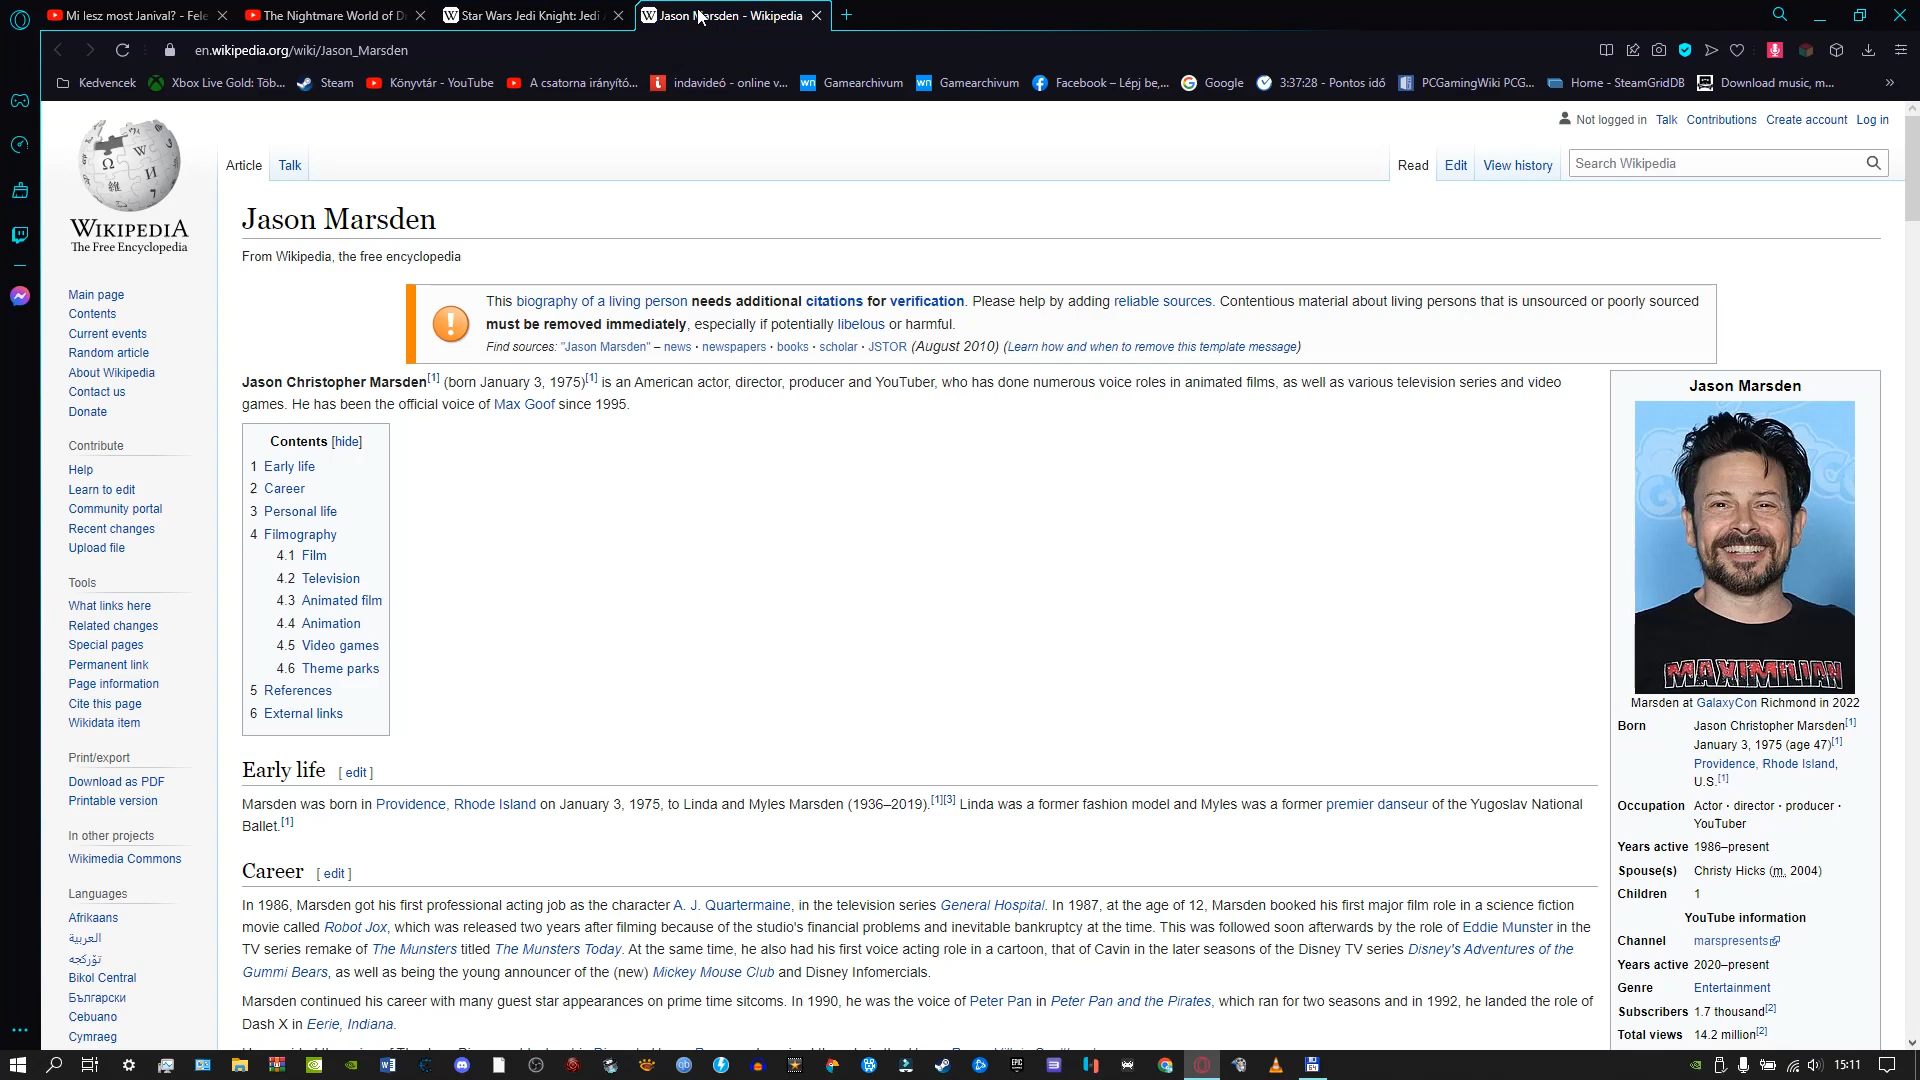 Mi lesz most Janival? - Fele
The Nightmare World of D
Star Wars Jedi Knight: Jedi
Jason Marsden - Wikipedia
en.wikipedia.org/wiki/Jason_Marsden
Kedvencek
Xbox Live Gold: Töb...
Steam
Könyvtár - YouTube
A csatorna irányító...
indavideó - online v...
Gamearchivum
Gamearchivum
Facebook – Lépj be,...
Google
3:37:28 - Pontos idő
PCGamingWiki PCG...
Home - SteamGridDB
Download music, m...
Not logged in Talk Contributions Create account Log in
Article Talk
Read Edit View history
Search Wikipedia
WIKIPEDIA
The Free Encyclopedia
Main page
Contents
Current events
Random article
About Wikipedia
Contact us
Donate
Contribute
Help
Learn to edit
Community portal
Recent changes
Upload file
Tools
What links here
Related changes
Special pages
Permanent link
Page information
Cite this page
Wikidata item
Print/export
Download as PDF
Printable version
In other projects
Wikimedia Commons
Languages
Afrikaans
العربية
تۆرکجه
Bikol Central
Български
Cebuano
Cymraeg
Jason Marsden
From Wikipedia, the free encyclopedia
This biography of a living person needs additional citations for verification. Please help by adding reliable sources. Contentious material about living persons that is unsourced or poorly sourced
must be removed immediately, especially if potentially libelous or harmful.
Find sources: "Jason Marsden" – news · newspapers · books · scholar · JSTOR (August 2010) (Learn how and when to remove this template message)
Jason Christopher Marsden[1] (born January 3, 1975)[1] is an American actor, director, producer and YouTuber, who has done numerous voice roles in animated films, as well as various television series and video
games. He has been the official voice of Max Goof since 1995.
Contents [hide]
1 Early life
2 Career
3 Personal life
4 Filmography
4.1 Film
4.2 Television
4.3 Animated film
4.4 Animation
4.5 Video games
4.6 Theme parks
5 References
6 External links
Early life [ edit ]
Marsden was born in Providence, Rhode Island on January 3, 1975, to Linda and Myles Marsden (1936–2019).[1][3] Linda was a former fashion model and Myles was a former premier danseur of the Yugoslav National
Ballet.[1]
Career [ edit ]
In 1986, Marsden got his first professional acting job as the character A. J. Quartermaine, in the television series General Hospital. In 1987, at the age of 12, Marsden booked his first major film role in a science fiction
movie called Robot Jox, which was released two years after filming because of the studio's financial problems and inevitable bankruptcy at the time. This was followed soon afterwards by the role of Eddie Munster in the
TV series remake of The Munsters titled The Munsters Today. At the same time, he also had his first voice acting role in a cartoon, that of Cavin in the later seasons of the Disney TV series Disney's Adventures of the
Gummi Bears, as well as being the young announcer of the (new) Mickey Mouse Club and Disney Infomercials.
Marsden continued his career with many guest star appearances on prime time sitcoms. In 1990, he was the voice of Peter Pan in Peter Pan and the Pirates, which ran for two seasons and in 1992, he landed the role of
Dash X in Eerie, Indiana.
Jason Marsden
MAXIMILIAN
Marsden at GalaxyCon Richmond in 2022
Born Jason Christopher Marsden[1]
January 3, 1975 (age 47)[1]
Providence, Rhode Island,
U.S.[1]
Occupation Actor · director · producer ·
YouTuber
Years active 1986–present
Spouse(s) Christy Hicks (m. 2004)
Children 1
YouTube information
Channel marspresents
Years active 2020–present
Genre Entertainment
Subscribers 1.7 thousand[2]
Total views 14.2 million[2]
15:11